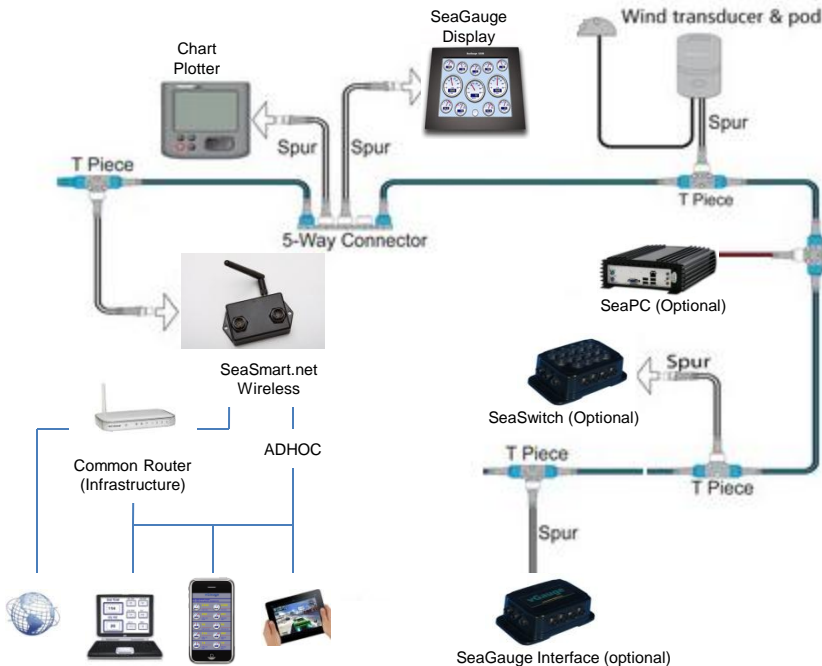 SeaGauge
Display
Wind transducer & pod
Chart
Plotter
Spur
Spur
Spur
T Piece
T Piece
5-Way Connector
SeaPC (Optional)
SeaSmart.net
Wireless
Spur
SeaSwitch (Optional)
ADHOC
Common Router
(Infrastructure)
T Piece
T Piece
Spur
SeaGauge Interface (optional)